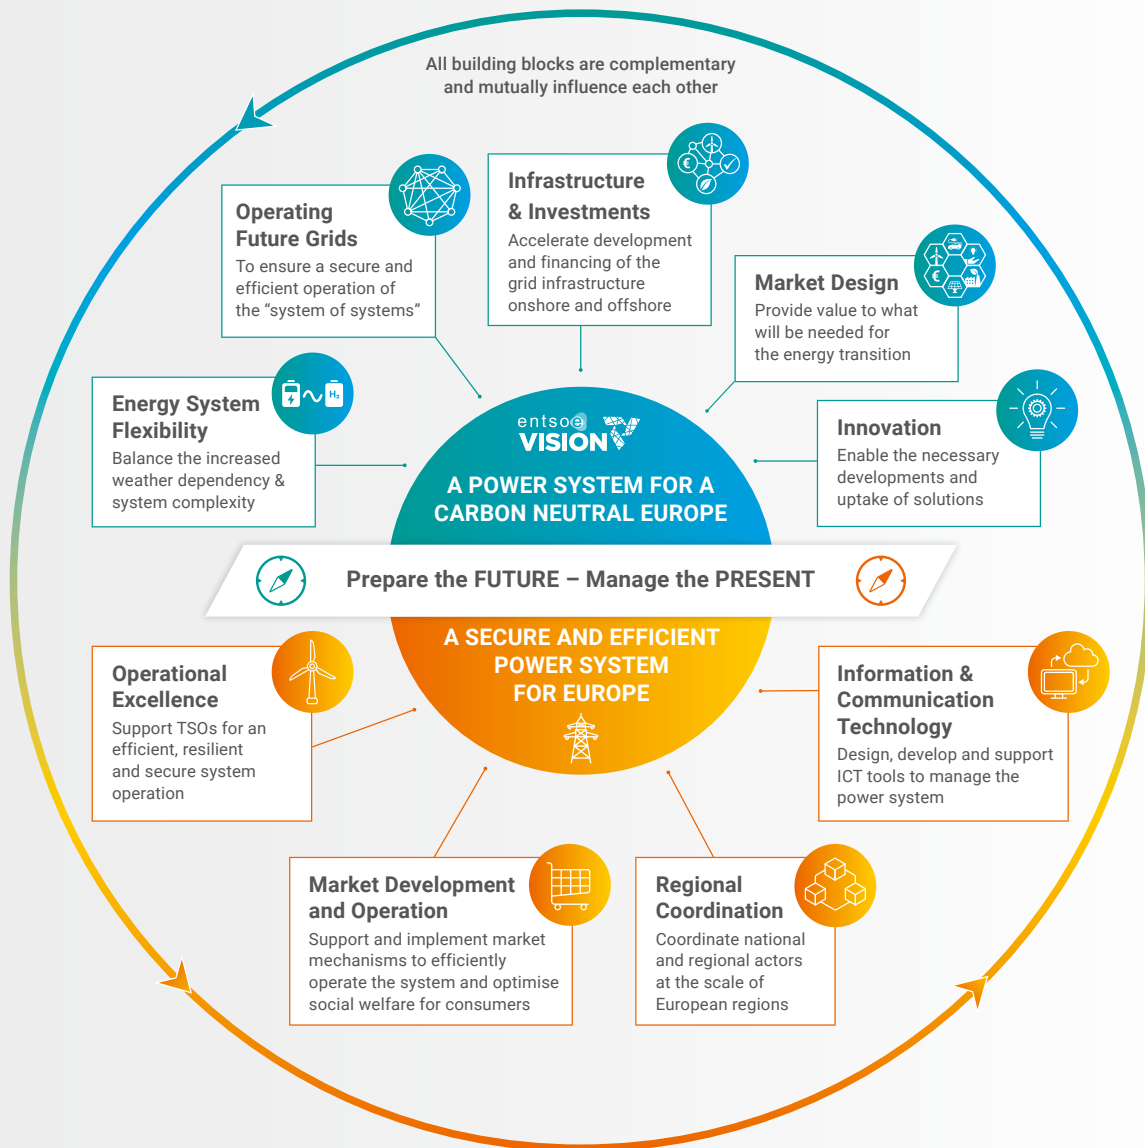 All building blocks are complementary
and mutually influence each other
Operating
Future Grids
To ensure a secure and
efficient operation of
the “system of systems”
Infrastructure
& Investments
Accelerate development
and financing of the
grid infrastructure
onshore and offshore
€
Market Design
Provide value to what
will be needed for
the energy transition
€
Energy System
Flexibility
Balance the increased
weather dependency &
system complexity
H₂
Innovation
Enable the necessary
developments and
uptake of solutions
entsoe
VISION
A POWER SYSTEM FOR A
CARBON NEUTRAL EUROPE
Prepare the FUTURE – Manage the PRESENT
A SECURE AND EFFICIENT
POWER SYSTEM
FOR EUROPE
Operational
Excellence
Support TSOs for an
efficient, resilient
and secure system
operation
Information &
Communication
Technology
Design, develop and support
ICT tools to manage the
power system
Market Development
and Operation
Support and implement market
mechanisms to efficiently
operate the system and optimise
social welfare for consumers
Regional
Coordination
Coordinate national
and regional actors
at the scale of
European regions